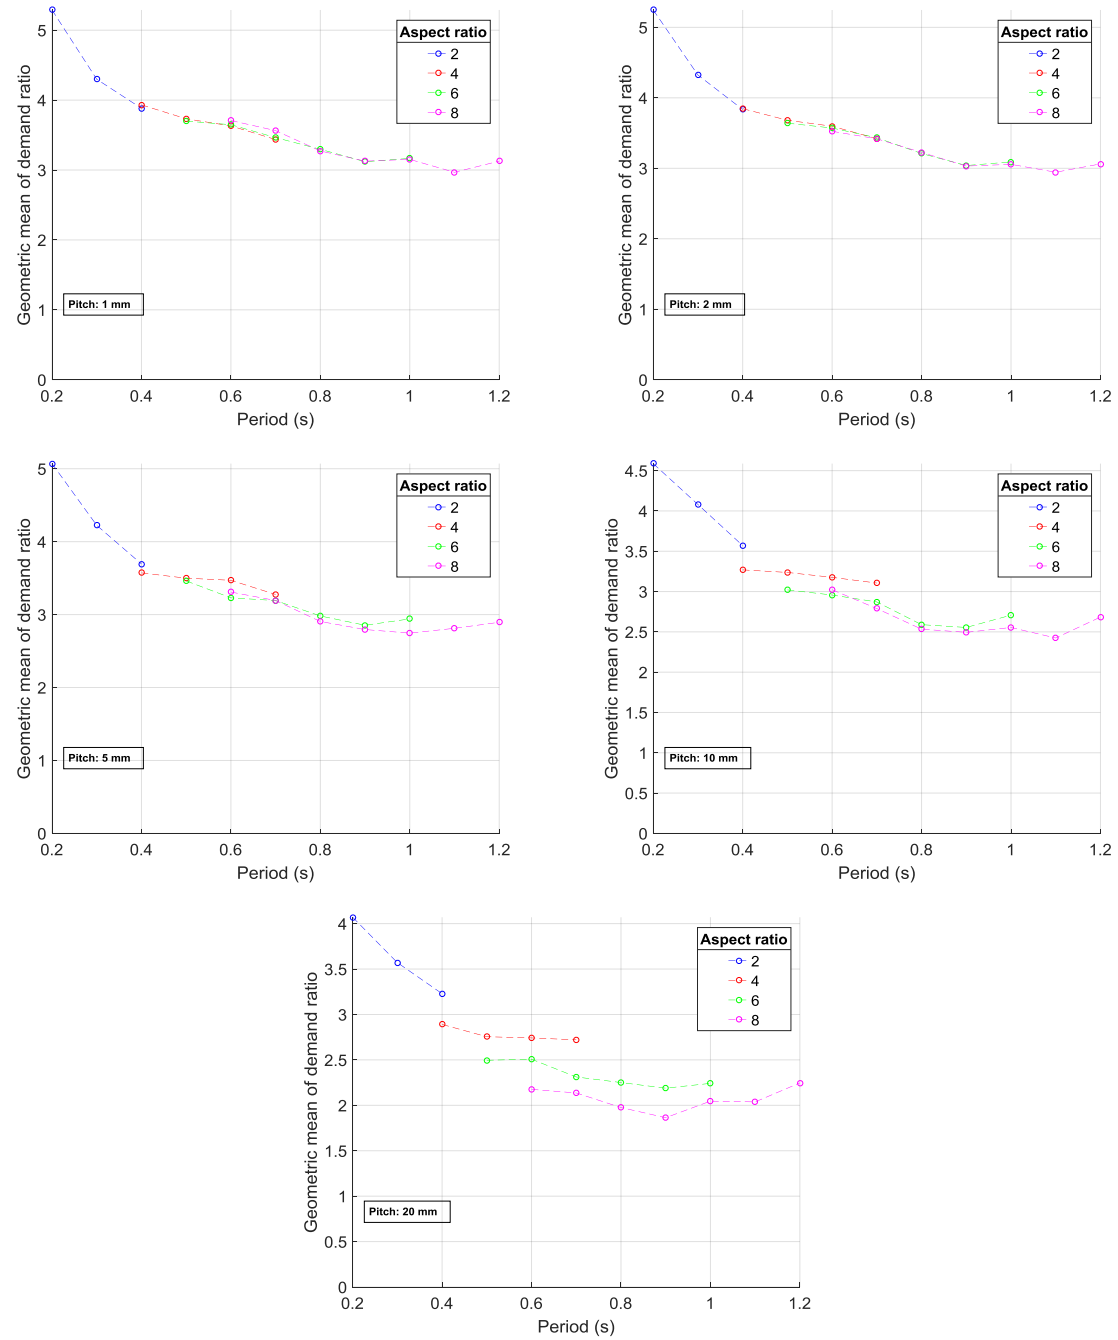 Geometric mean of demand ratio
5
4
3
2
1
0
Aspect ratio
2
4
6
8
Pitch: 1 mm
0.2 0.4 0.6 0.8 1 1.2
Period (s)
Geometric mean of demand ratio
5
4
3
2
1
0
Aspect ratio
2
4
6
8
Pitch: 2 mm
0.2 0.4 0.6 0.8 1 1.2
Period (s)
Geometric mean of demand ratio
5
4
3
2
1
0
Aspect ratio
2
4
6
8
Pitch: 5 mm
0.2 0.4 0.6 0.8 1 1.2
Period (s)
Geometric mean of demand ratio
4.5
4
3.5
3
2.5
2
1.5
1
0.5
0
Aspect ratio
2
4
6
8
Pitch: 10 mm
0.2 0.4 0.6 0.8 1 1.2
Period (s)
Geometric mean of demand ratio
4
3.5
3
2.5
2
1.5
1
0.5
0
Aspect ratio
2
4
6
8
Pitch: 20 mm
0.2 0.4 0.6 0.8 1 1.2
Period (s)